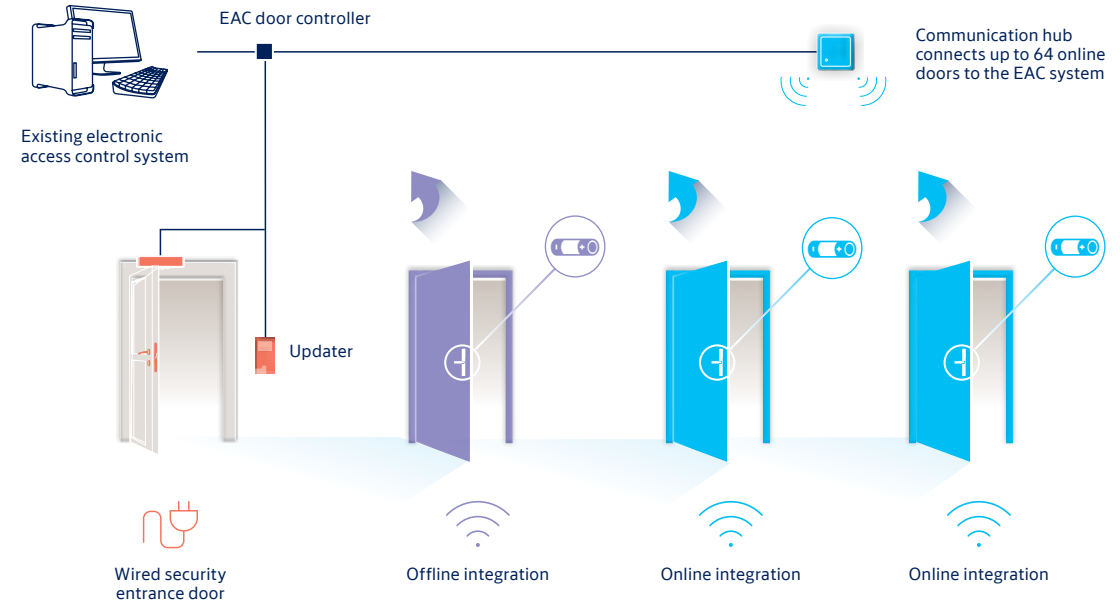 EAC door controller
Communication hub
connects up to 64 online
doors to the EAC system
Existing electronic
access control system
Updater
Wired security
entrance door
Offline integration
Online integration
Online integration